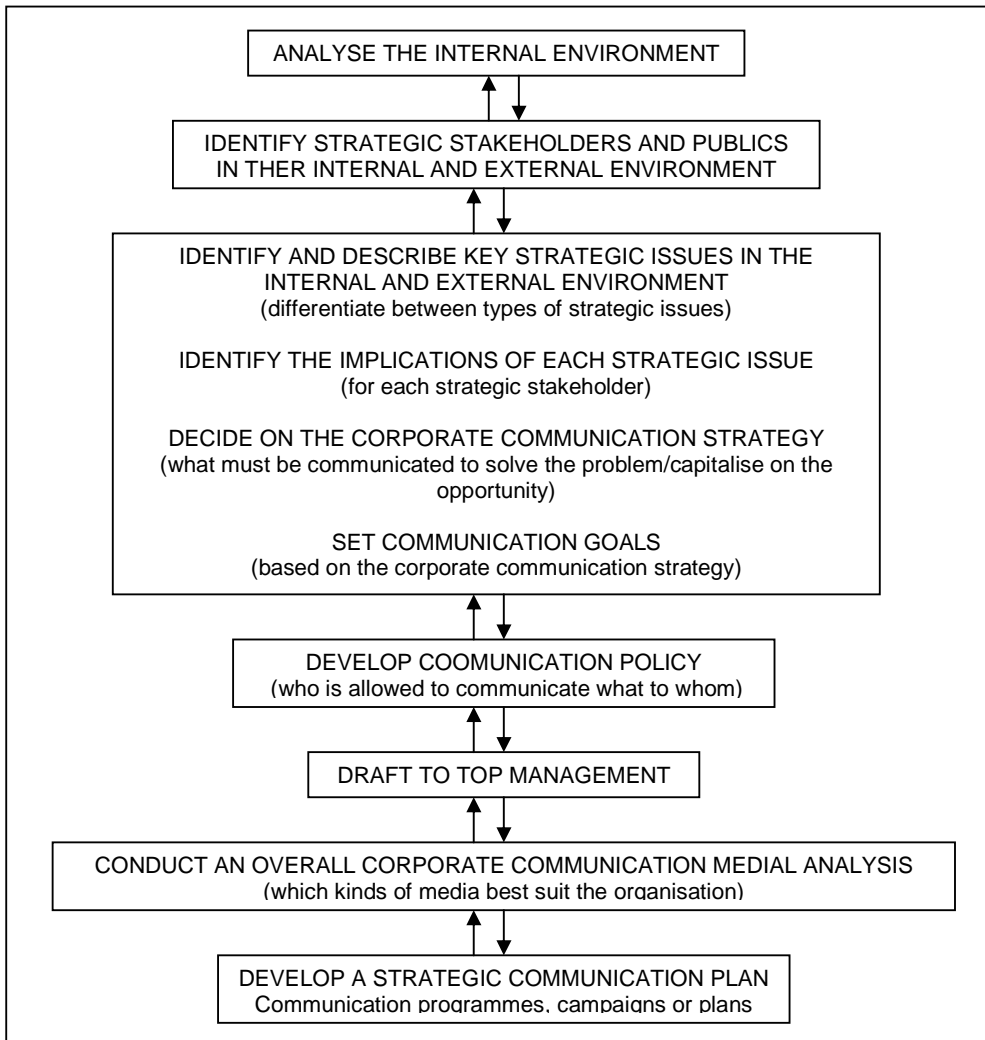 ANALYSE THE INTERNAL ENVIRONMENT
IDENTIFY STRATEGIC STAKEHOLDERS AND PUBLICS
IN THER INTERNAL AND EXTERNAL ENVIRONMENT
IDENTIFY AND DESCRIBE KEY STRATEGIC ISSUES IN THE
INTERNAL AND EXTERNAL ENVIRONMENT
(differentiate between types of strategic issues)
IDENTIFY THE IMPLICATIONS OF EACH STRATEGIC ISSUE
(for each strategic stakeholder)
DECIDE ON THE CORPORATE COMMUNICATION STRATEGY
(what must be communicated to solve the problem/capitalise on the
opportunity)
SET COMMUNICATION GOALS
(based on the corporate communication strategy)
DEVELOP COOMUNICATION POLICY
(who is allowed to communicate what to whom)
DRAFT TO TOP MANAGEMENT
CONDUCT AN OVERALL CORPORATE COMMUNICATION MEDIAL ANALYSIS
(which kinds of media best suit the organisation)
DEVELOP A STRATEGIC COMMUNICATION PLAN
Communication programmes, campaigns or plans